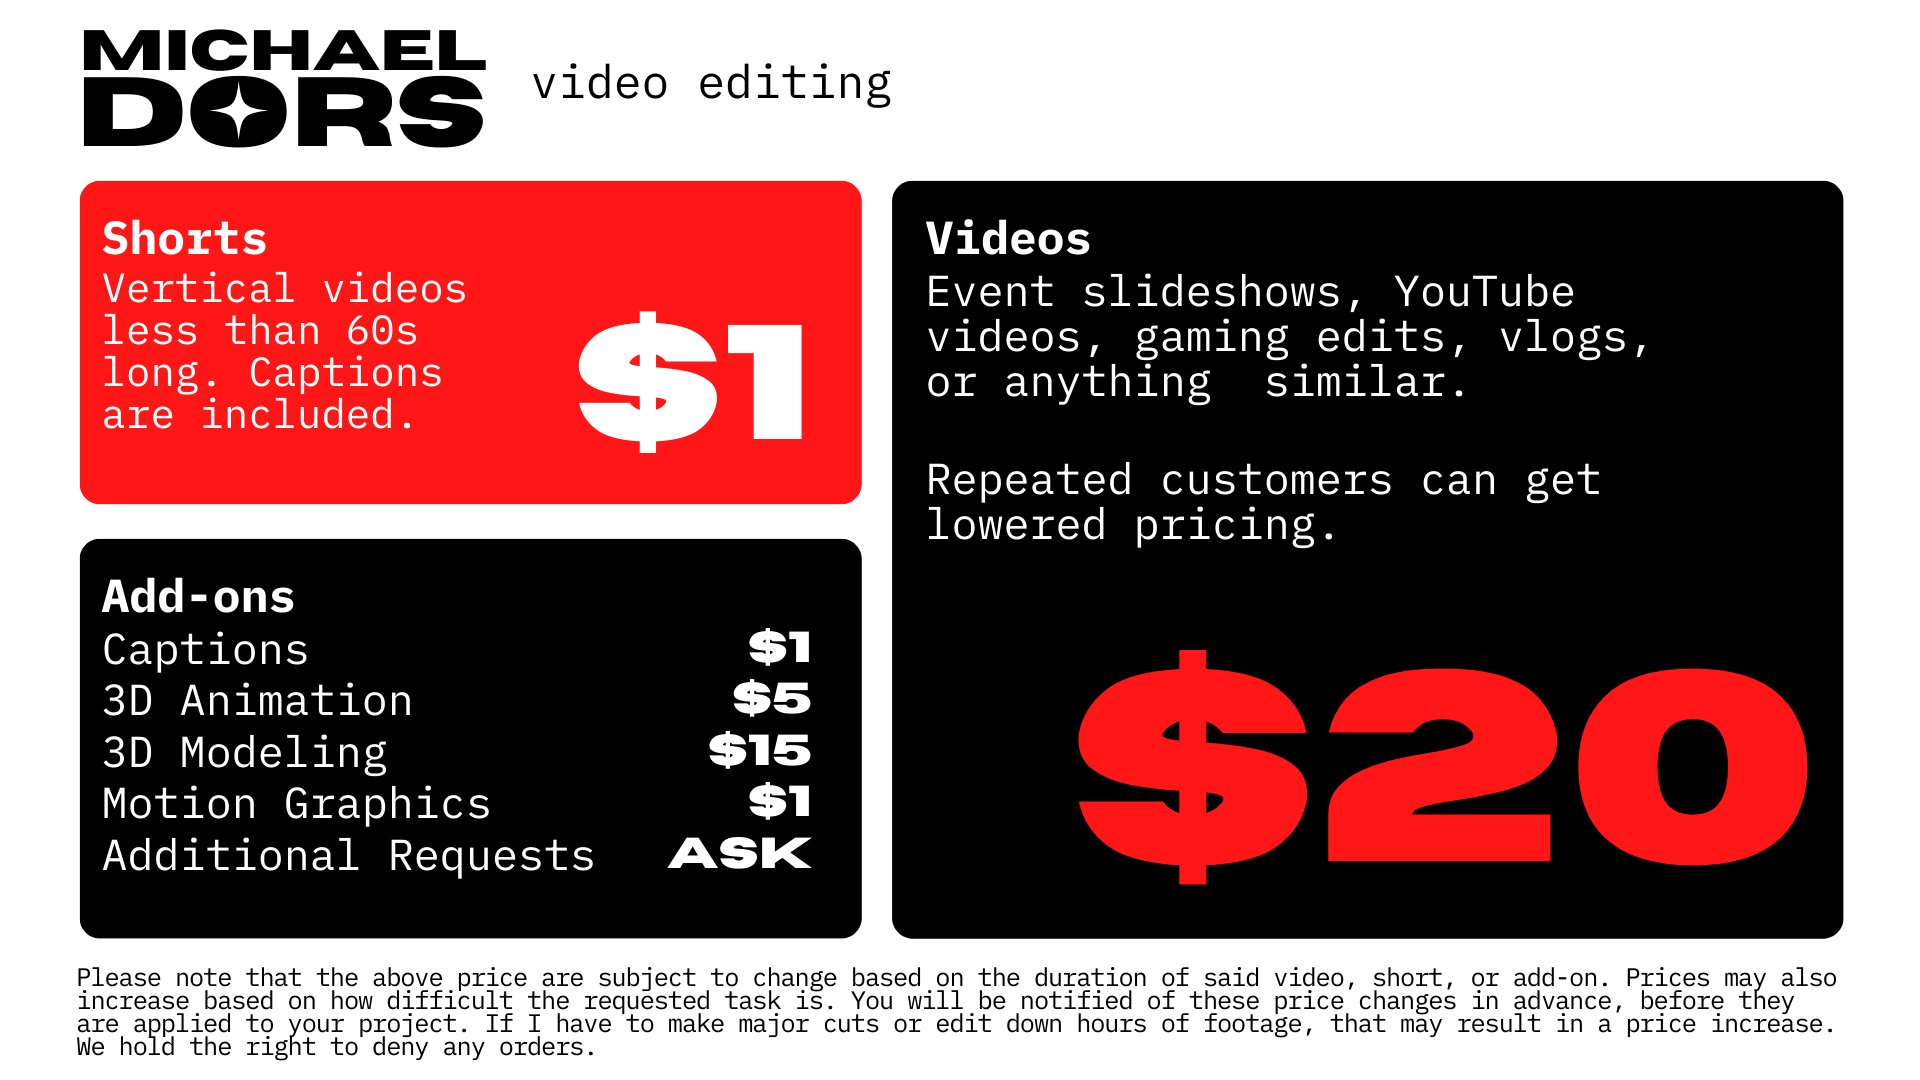 MICHAEL
DORS
video editing
Shorts
Vertical videos
less than 60s
long. Captions
are included.
$1
Add-ons
Captions $1
3D Animation $5
3D Modeling $15
Motion Graphics $1
Additional Requests ASK
Videos
Event slideshows, YouTube
videos, gaming edits, vlogs,
or anything  similar.
Repeated customers can get
lowered pricing.
$20
Please note that the above price are subject to change based on the duration of said video, short, or add-on. Prices may also
increase based on how difficult the requested task is. You will be notified of these price changes in advance, before they
are applied to your project. If I have to make major cuts or edit down hours of footage, that may result in a price increase.
We hold the right to deny any orders.